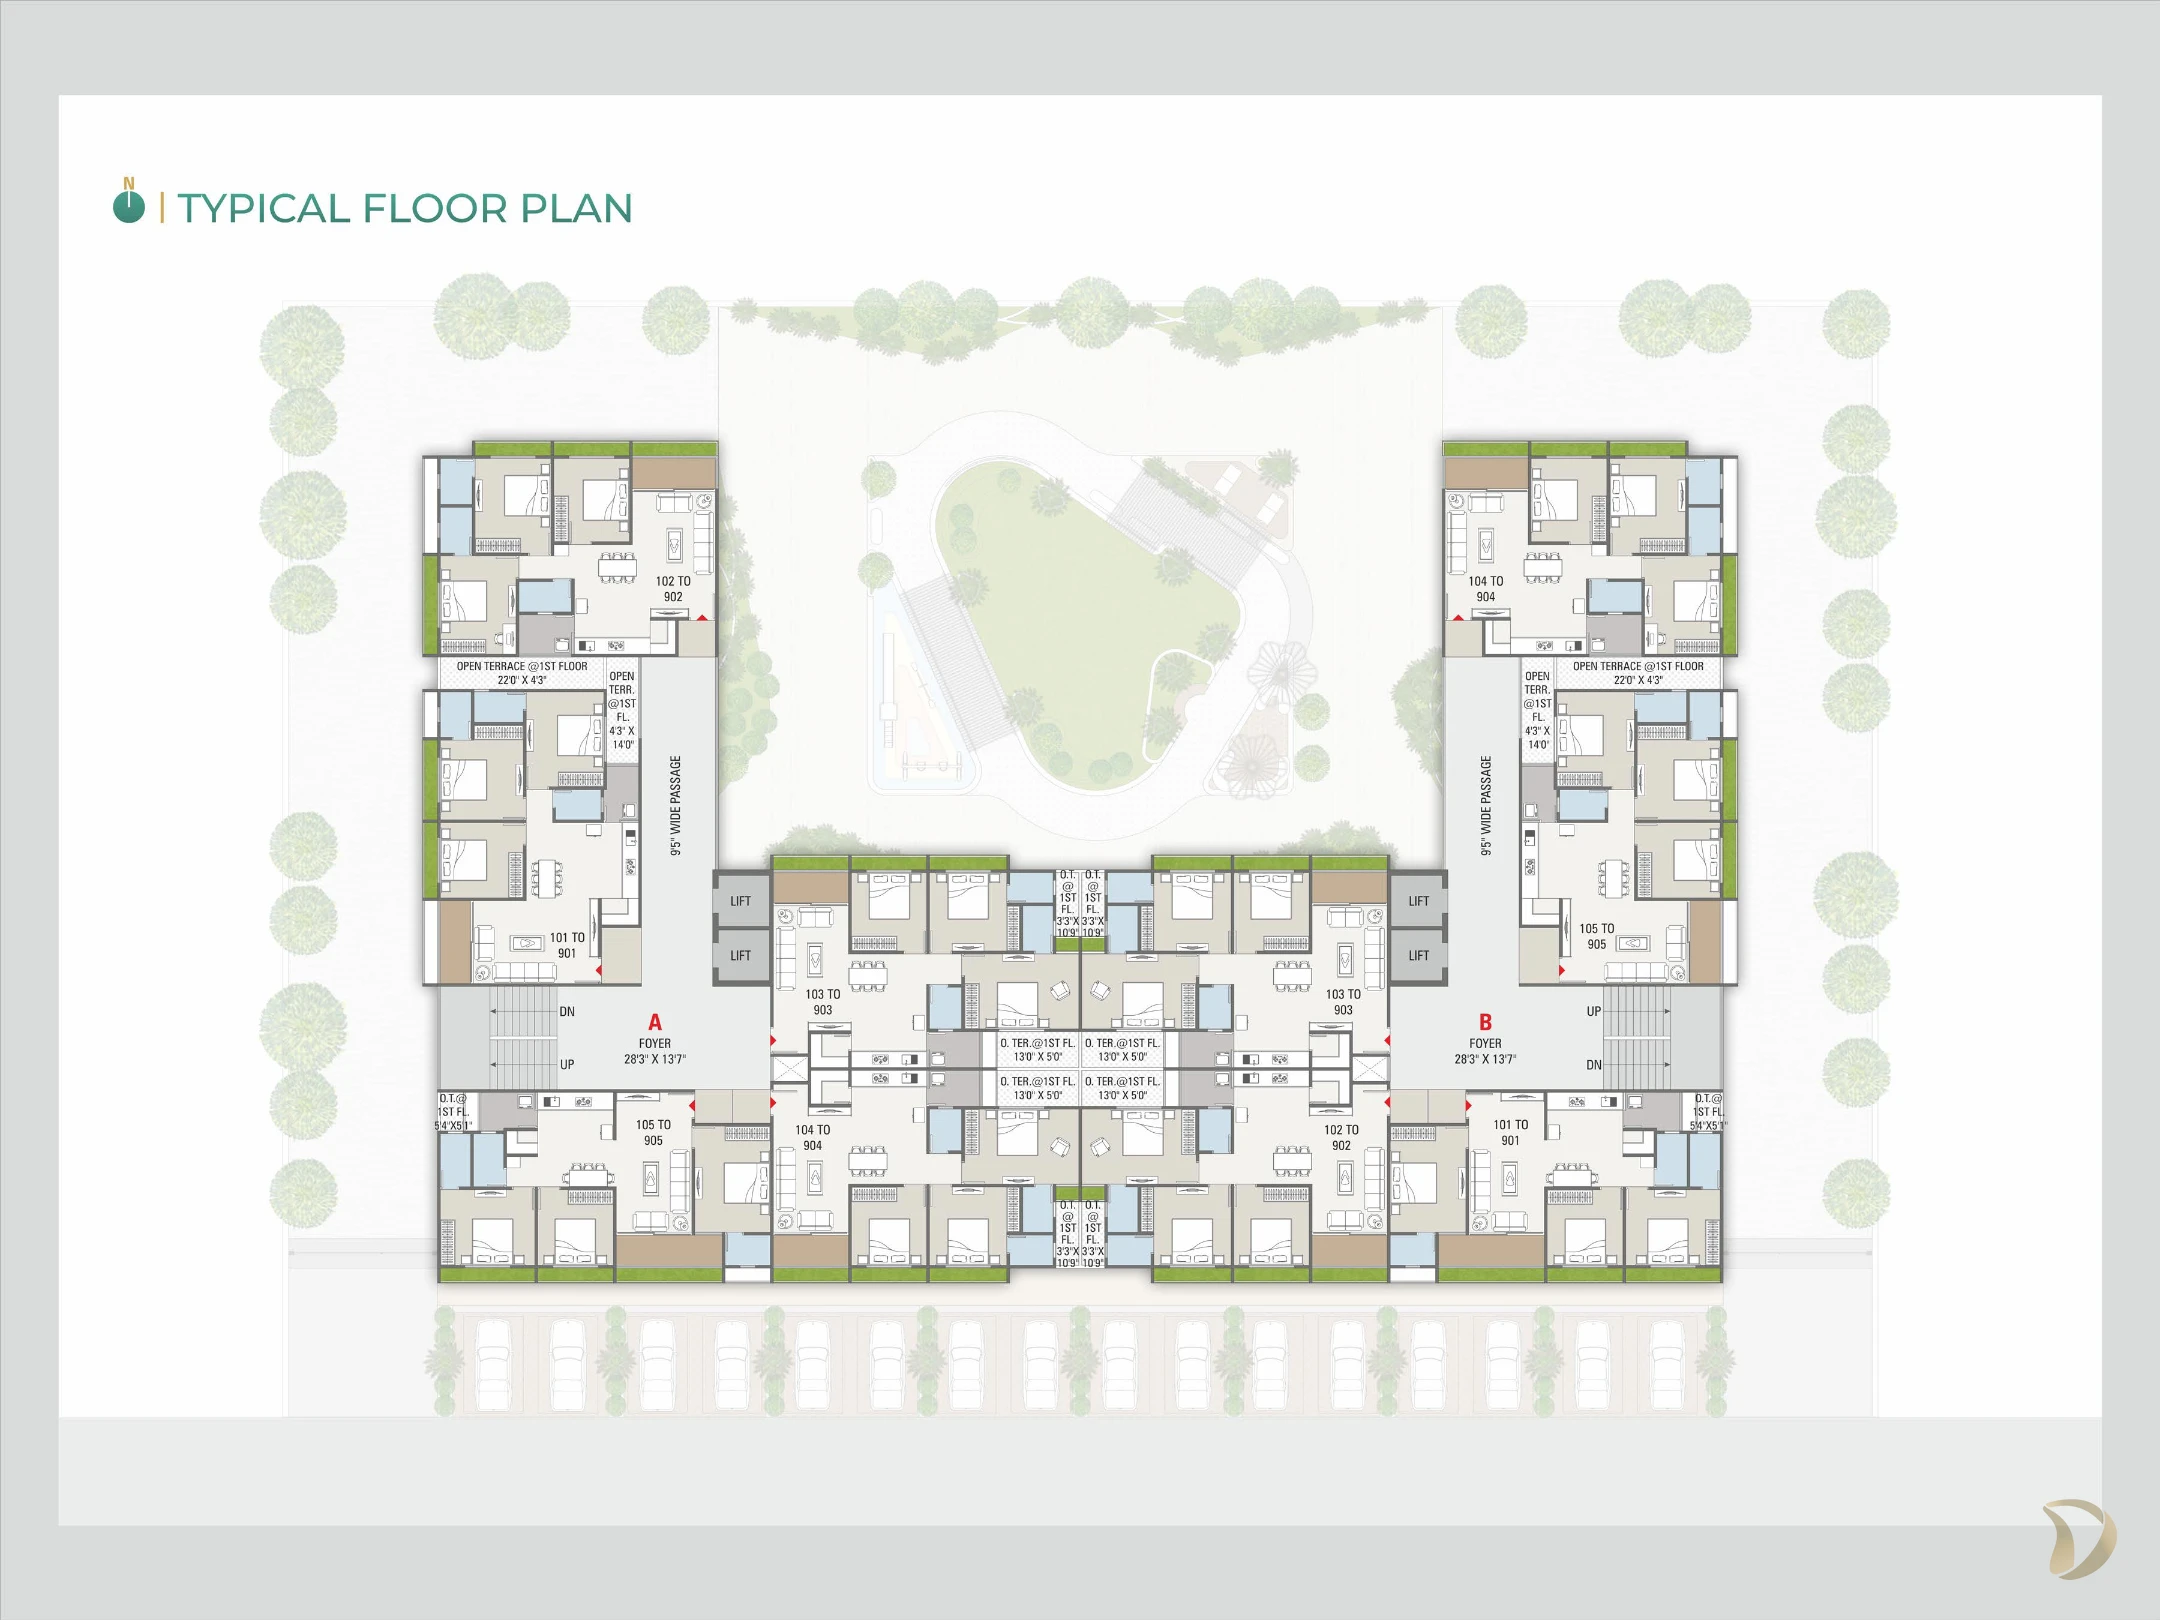 N
TYPICAL FLOOR PLAN
102 TO
902
OPEN TERRACE @1ST FLOOR
22'0" X 4'3"
OPEN
TERR.
@1ST
FL.
4'3" X
14'0"
9'5" WIDE PASSAGE
101 TO
901
LIFT
LIFT
DN
UP
A
FOYER
28'3" X 13'7"
O.T.@
1ST FL.
5'4"X5'1"
105 TO
905
103 TO
903
104 TO
904
O.T.
@
1ST
FL.
3'3"X
10'9"
O.T.
@
1ST
FL.
3'3"X
10'9"
O. TER.@1ST FL.
13'0" X 5'0"
O. TER.@1ST FL.
13'0" X 5'0"
O. TER.@1ST FL.
13'0" X 5'0"
O. TER.@1ST FL.
13'0" X 5'0"
O.T.
@
1ST
FL.
3'3"X
10'9"
O.T.
@
1ST
FL.
3'3"X
10'9"
103 TO
903
102 TO
902
104 TO
904
OPEN TERRACE @1ST FLOOR
22'0" X 4'3"
OPEN
TERR.
@1ST
FL.
4'3" X
14'0"
9'5" WIDE PASSAGE
105 TO
905
LIFT
LIFT
UP
DN
B
FOYER
28'3" X 13'7"
101 TO
901
O.T.@
1ST FL.
5'4"X5'1"